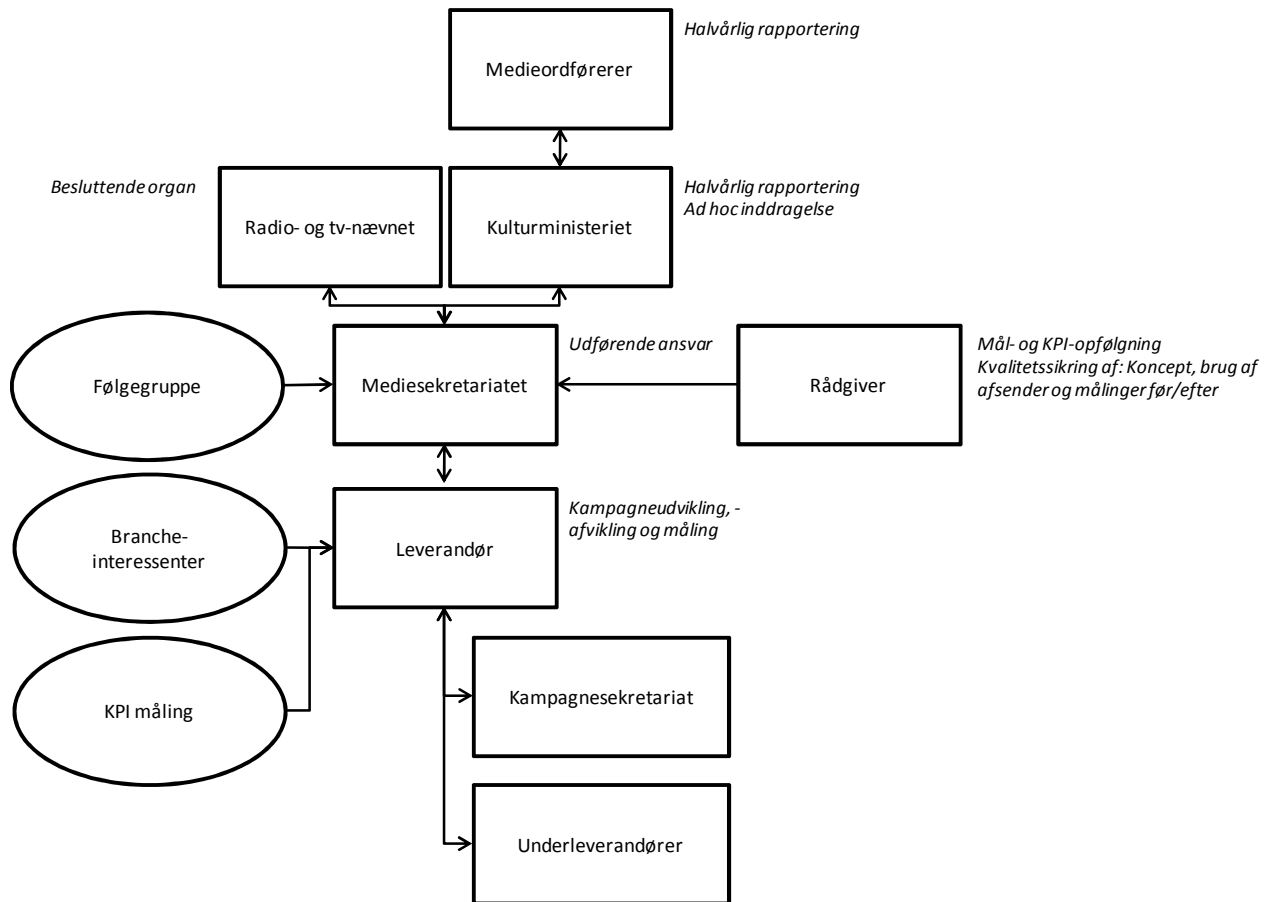 Halvårlig rapportering
Medieordførerer
Besluttende organ
Radio- og tv-nævnet
Kulturministeriet
Halvårlig rapportering
Ad hoc inddragelse
Følgegruppe
Mediesekretariatet
Udførende ansvar
Rådgiver
Mål- og KPI-opfølgning
Kvalitetssikring af: Koncept, brug af
afsender og målinger før/efter
Branche-
interessenter
Leverandør
Kampagneudvikling, -
afvikling og måling
KPI måling
Kampagnesekretariat
Underleverandører